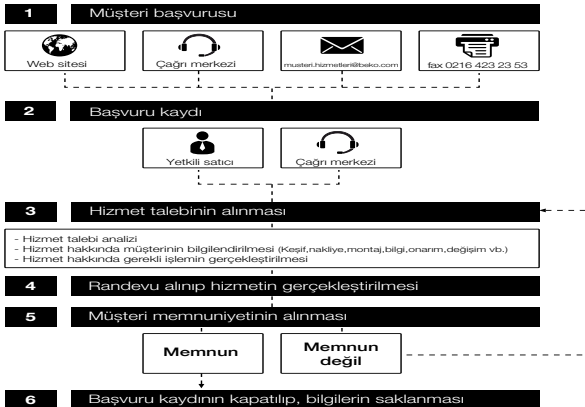 1 Müşteri başvurusu
Web sitesi
Çağrı merkezi
musteri.hizmetleri@beko.com
fax 0216 423 23 53
2 Başvuru kaydı
Yetkili satıcı
Çağrı merkezi
3 Hizmet talebinin alınması
- Hizmet talebi analizi
- Hizmet hakkında müşterinin bilgilendirilmesi (Keşif,nakliye,montaj,bilgi,onarım,değişim vb.)
- Hizmet hakkında gerekli işlemin gerçekleştirilmesi
4 Randevu alınıp hizmetin gerçekleştirilmesi
5 Müşteri memnuniyetinin alınması
Memnun
Memnun
değil
6 Başvuru kaydının kapatılıp, bilgilerin saklanması